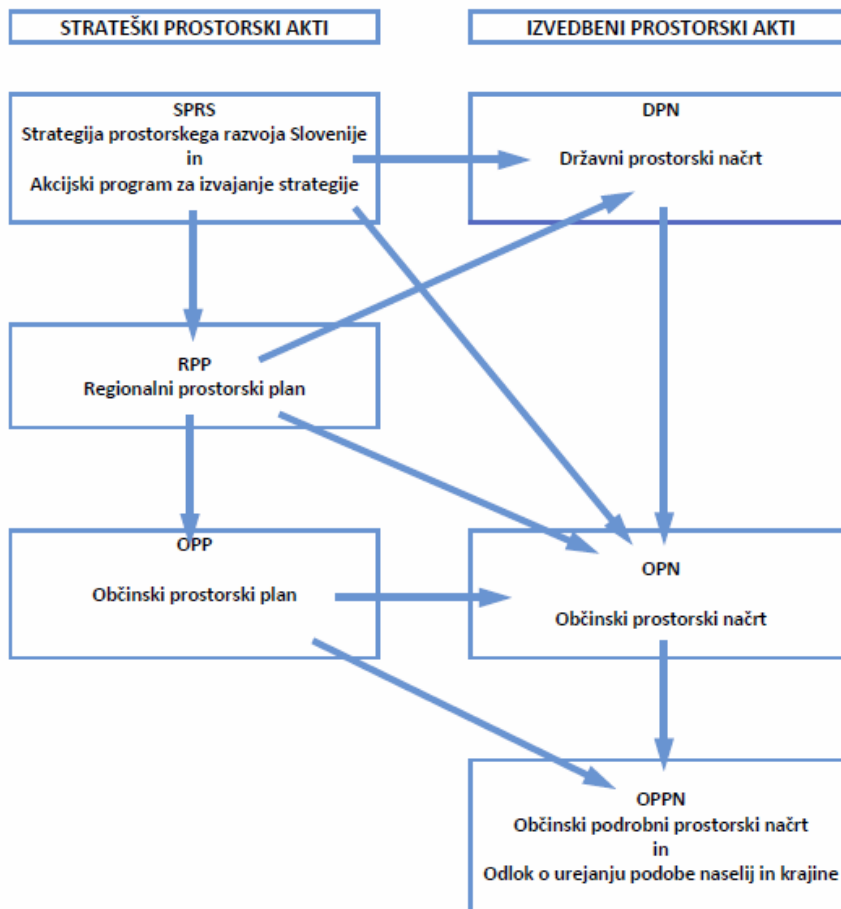 STRATEŠKI PROSTORSKI AKTI
IZVEDBENI PROSTORSKI AKTI
SPRS
Strategija prostorskega razvoja Slovenije
in
Akcijski program za izvajanje strategije
DPN
Državni prostorski načrt
RPP
Regionalni prostorski plan
OPP
Občinski prostorski plan
OPN
Občinski prostorski načrt
OPPN
Občinski podrobni prostorski načrt
in
Odlok o urejanju podobe naselij in krajine